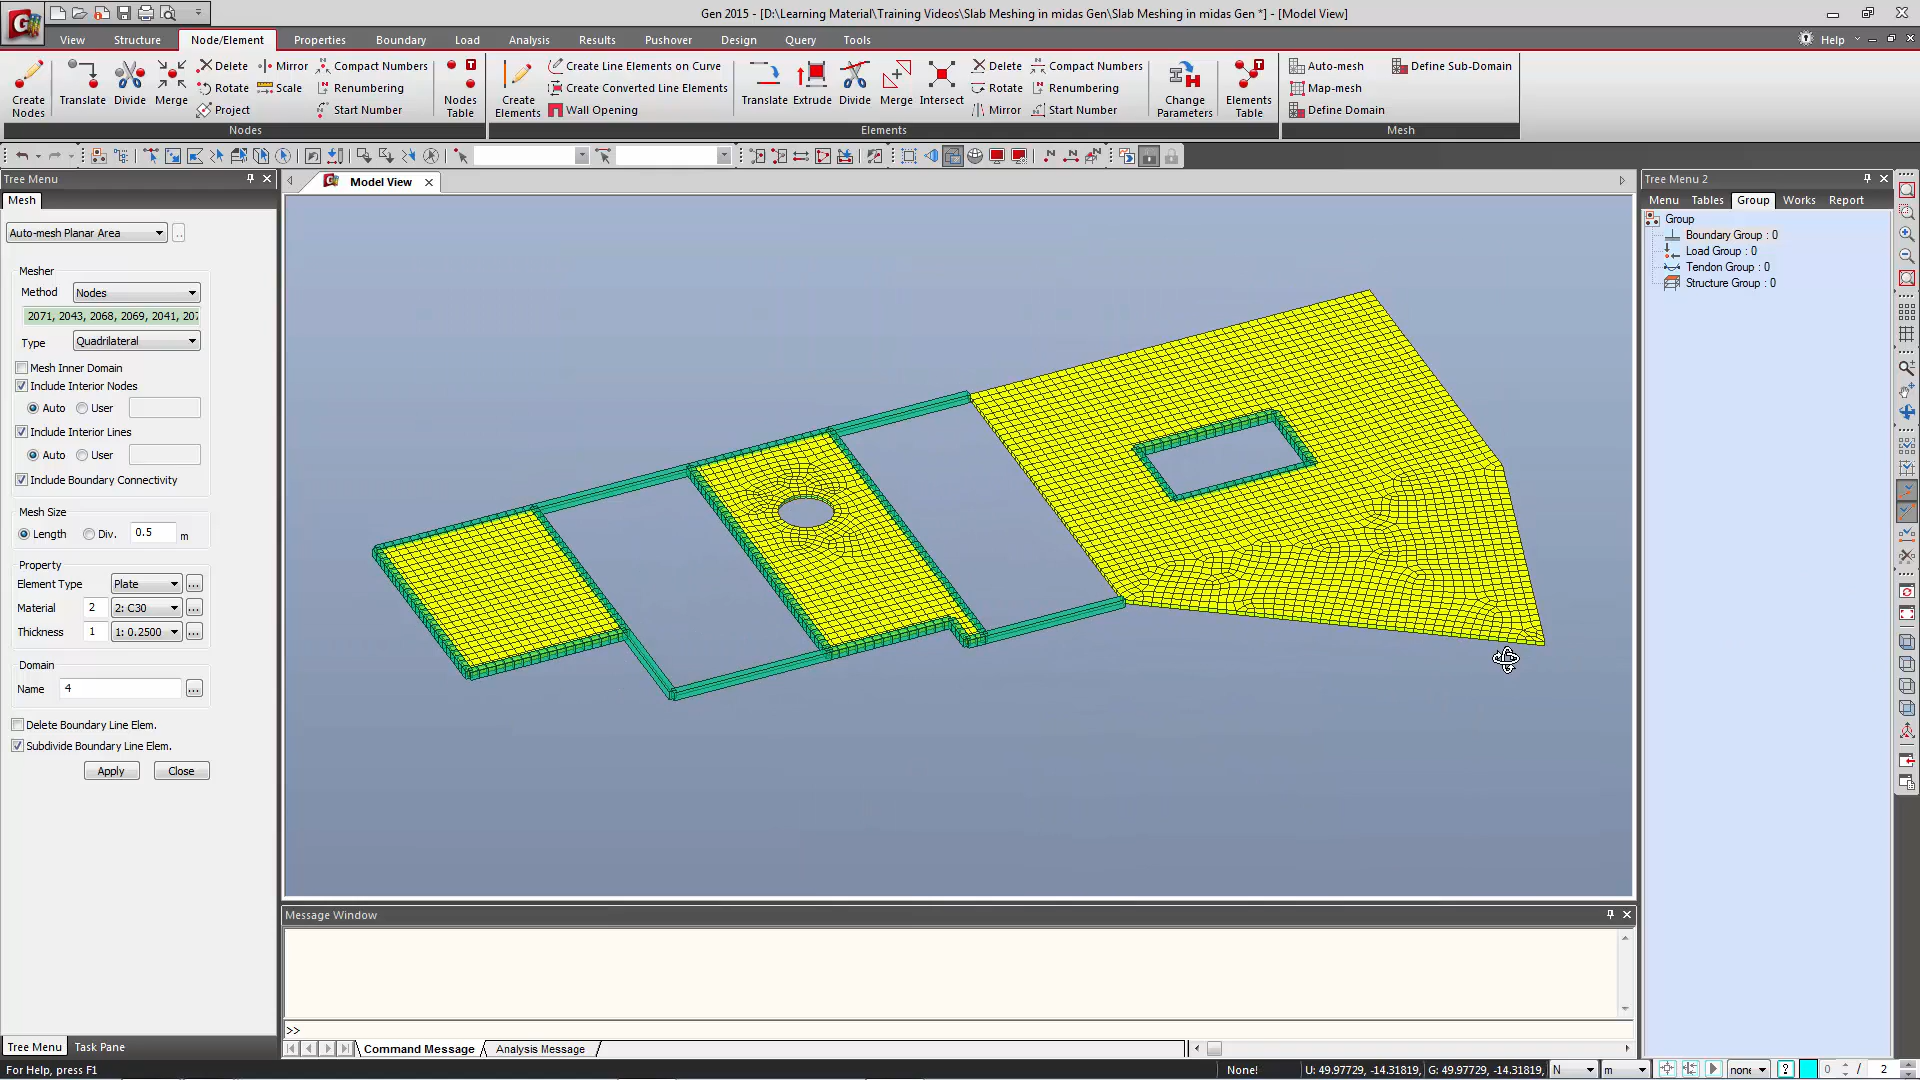 Gen 2015 - [D:\Learning Material\Training Videos\Slab Meshing in midas Gen\Slab Meshing in midas Gen *] - [Model View]
View Structure Node/Element Properties Boundary Load Analysis Results Pushover Design Query Tools Help
Create Nodes
Translate
Divide
Merge
Delete
Rotate
Project
Mirror
Scale
Compact Numbers
Renumbering
Start Number
Nodes Table
Nodes
Create Elements
Create Line Elements on Curve
Create Converted Line Elements
Wall Opening
Translate
Extrude
Divide
Merge
Intersect
Delete
Rotate
Mirror
Compact Numbers
Renumbering
Start Number
Change Parameters
Elements Table
Elements
Auto-mesh
Map-mesh
Define Domain
Define Sub-Domain
Mesh
Tree Menu
Mesh
Auto-mesh Planar Area
Mesher
Method Nodes
2071, 2043, 2068, 2069, 2041, 207
Type Quadrilateral
Mesh Inner Domain
Include Interior Nodes
Auto User
Include Interior Lines
Auto User
Include Boundary Connectivity
Mesh Size
Length Div. 0.5 m
Property
Element Type Plate
Material 2 2: C30
Thickness 1 1: 0.2500
Domain
Name 4
Delete Boundary Line Elem.
Subdivide Boundary Line Elem.
Apply Close
Tree Menu Task Pane
Model View
Message Window
>>
Command Message Analysis Message
Tree Menu 2
Menu Tables Group Works Report
Group
Boundary Group : 0
Load Group : 0
Tendon Group : 0
Structure Group : 0
For Help, press F1
None! U: 49.97729, -14.31819, G: 49.97729, -14.31819, N m none 0 / 2